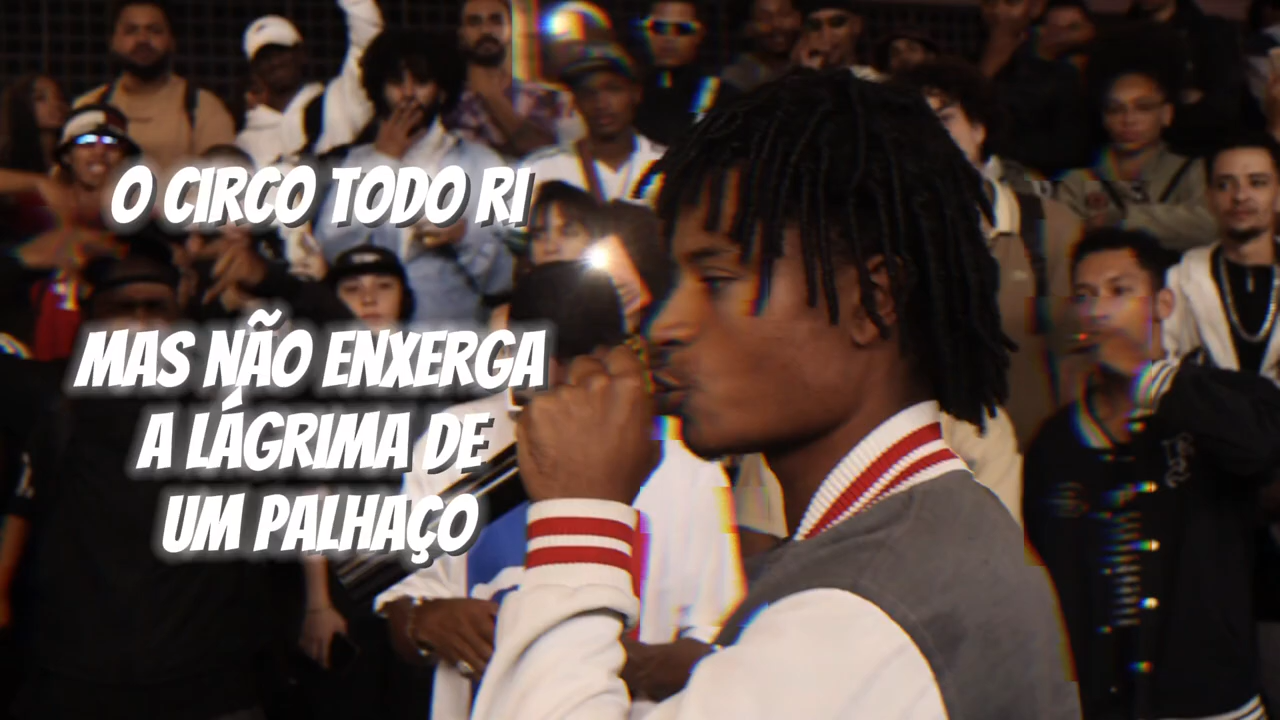 O CIRCO TODO RI
MAS NÃO ENXERGA
A LÁGRIMA DE
UM PALHAÇO